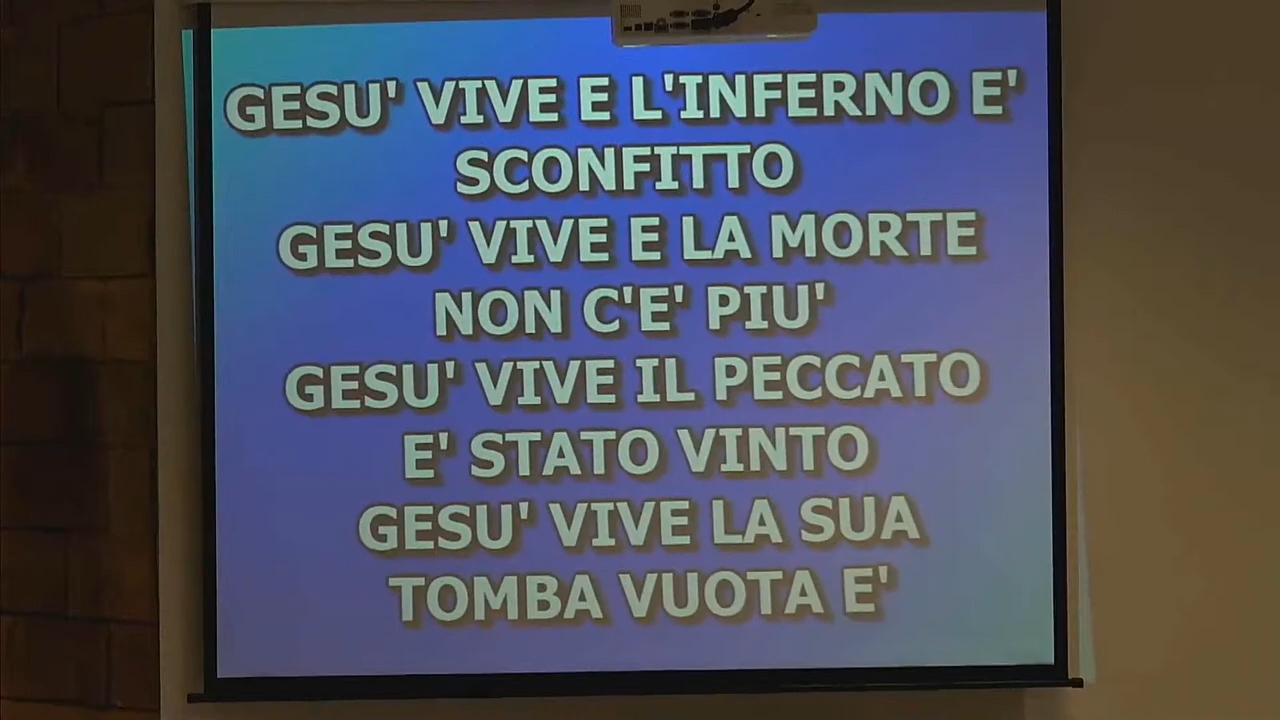 GESU' VIVE E L'INFERNO E'
SCONFITTO
GESU' VIVE E LA MORTE
NON C'E' PIU'
GESU' VIVE IL PECCATO
E' STATO VINTO
GESU' VIVE LA SUA
TOMBA VUOTA E'